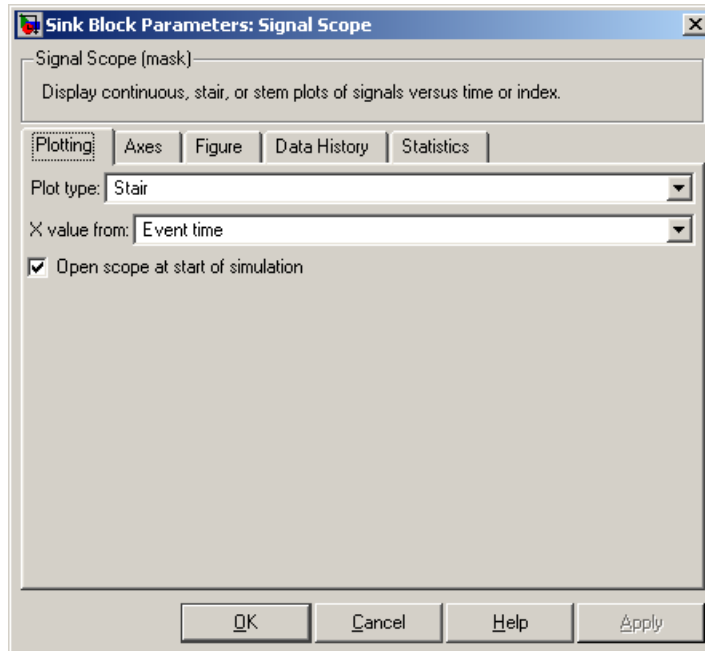 Sink Block Parameters: Signal Scope
Signal Scope (mask)
Display continuous, stair, or stem plots of signals versus time or index.
Plotting Axes Figure Data History Statistics
Plot type: Stair
X value from: Event time
Open scope at start of simulation
OK Cancel Help Apply